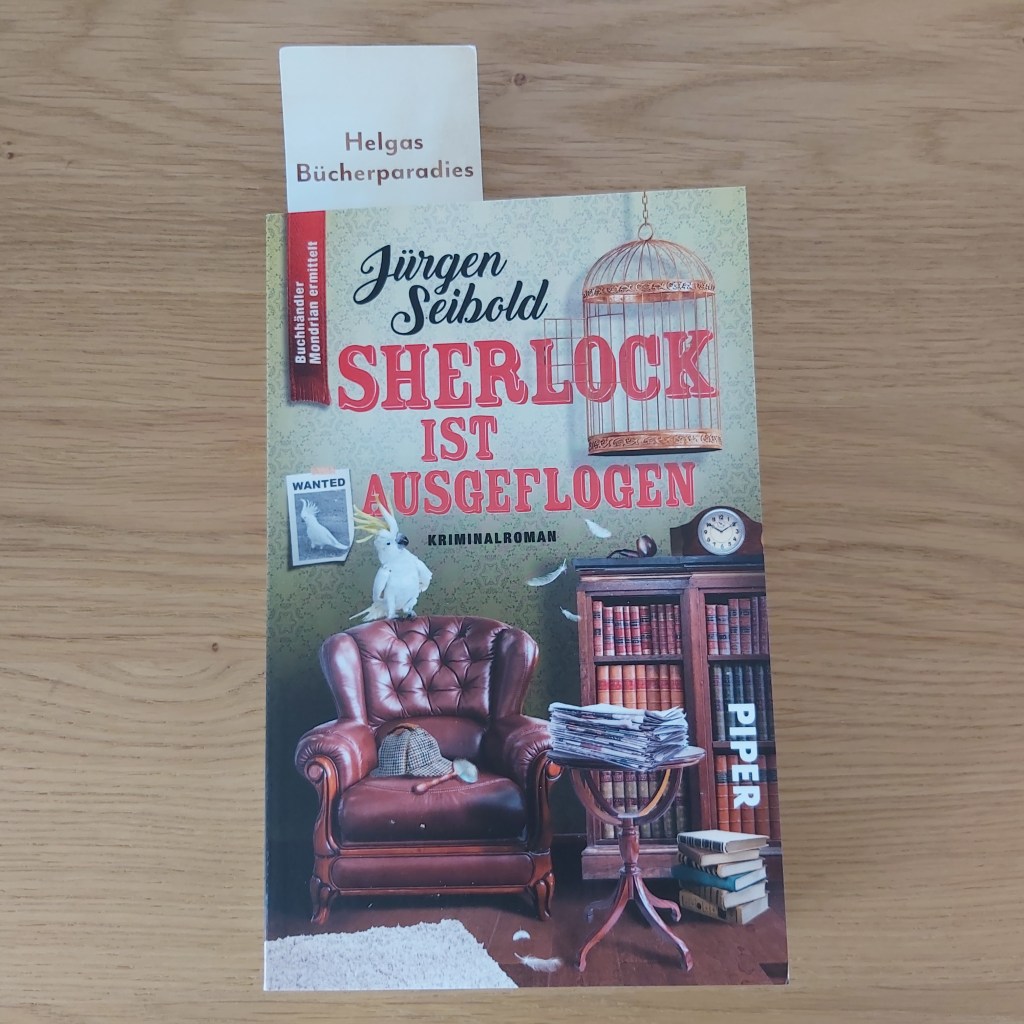 Helgas
Bücherparadies
Buchhändler
Mondrian ermittelt
Jürgen
Seibold
SHERLOCK
IST
AUSGEFLOGEN
KRIMINALROMAN
WANTED
PIPER